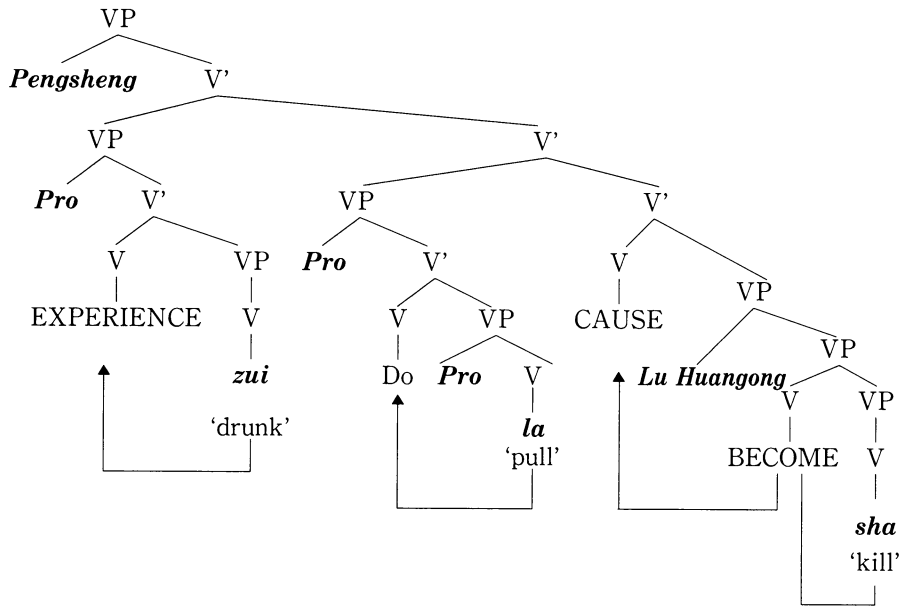 VP
Pengsheng V'
VP V'
Pro V' VP V'
V VP Pro V' V VP
EXPERIENCE V V VP CAUSE VP
zui Do Pro V Lu Huangong V VP
'drunk' la BECOME V
'pull' sha
'kill'